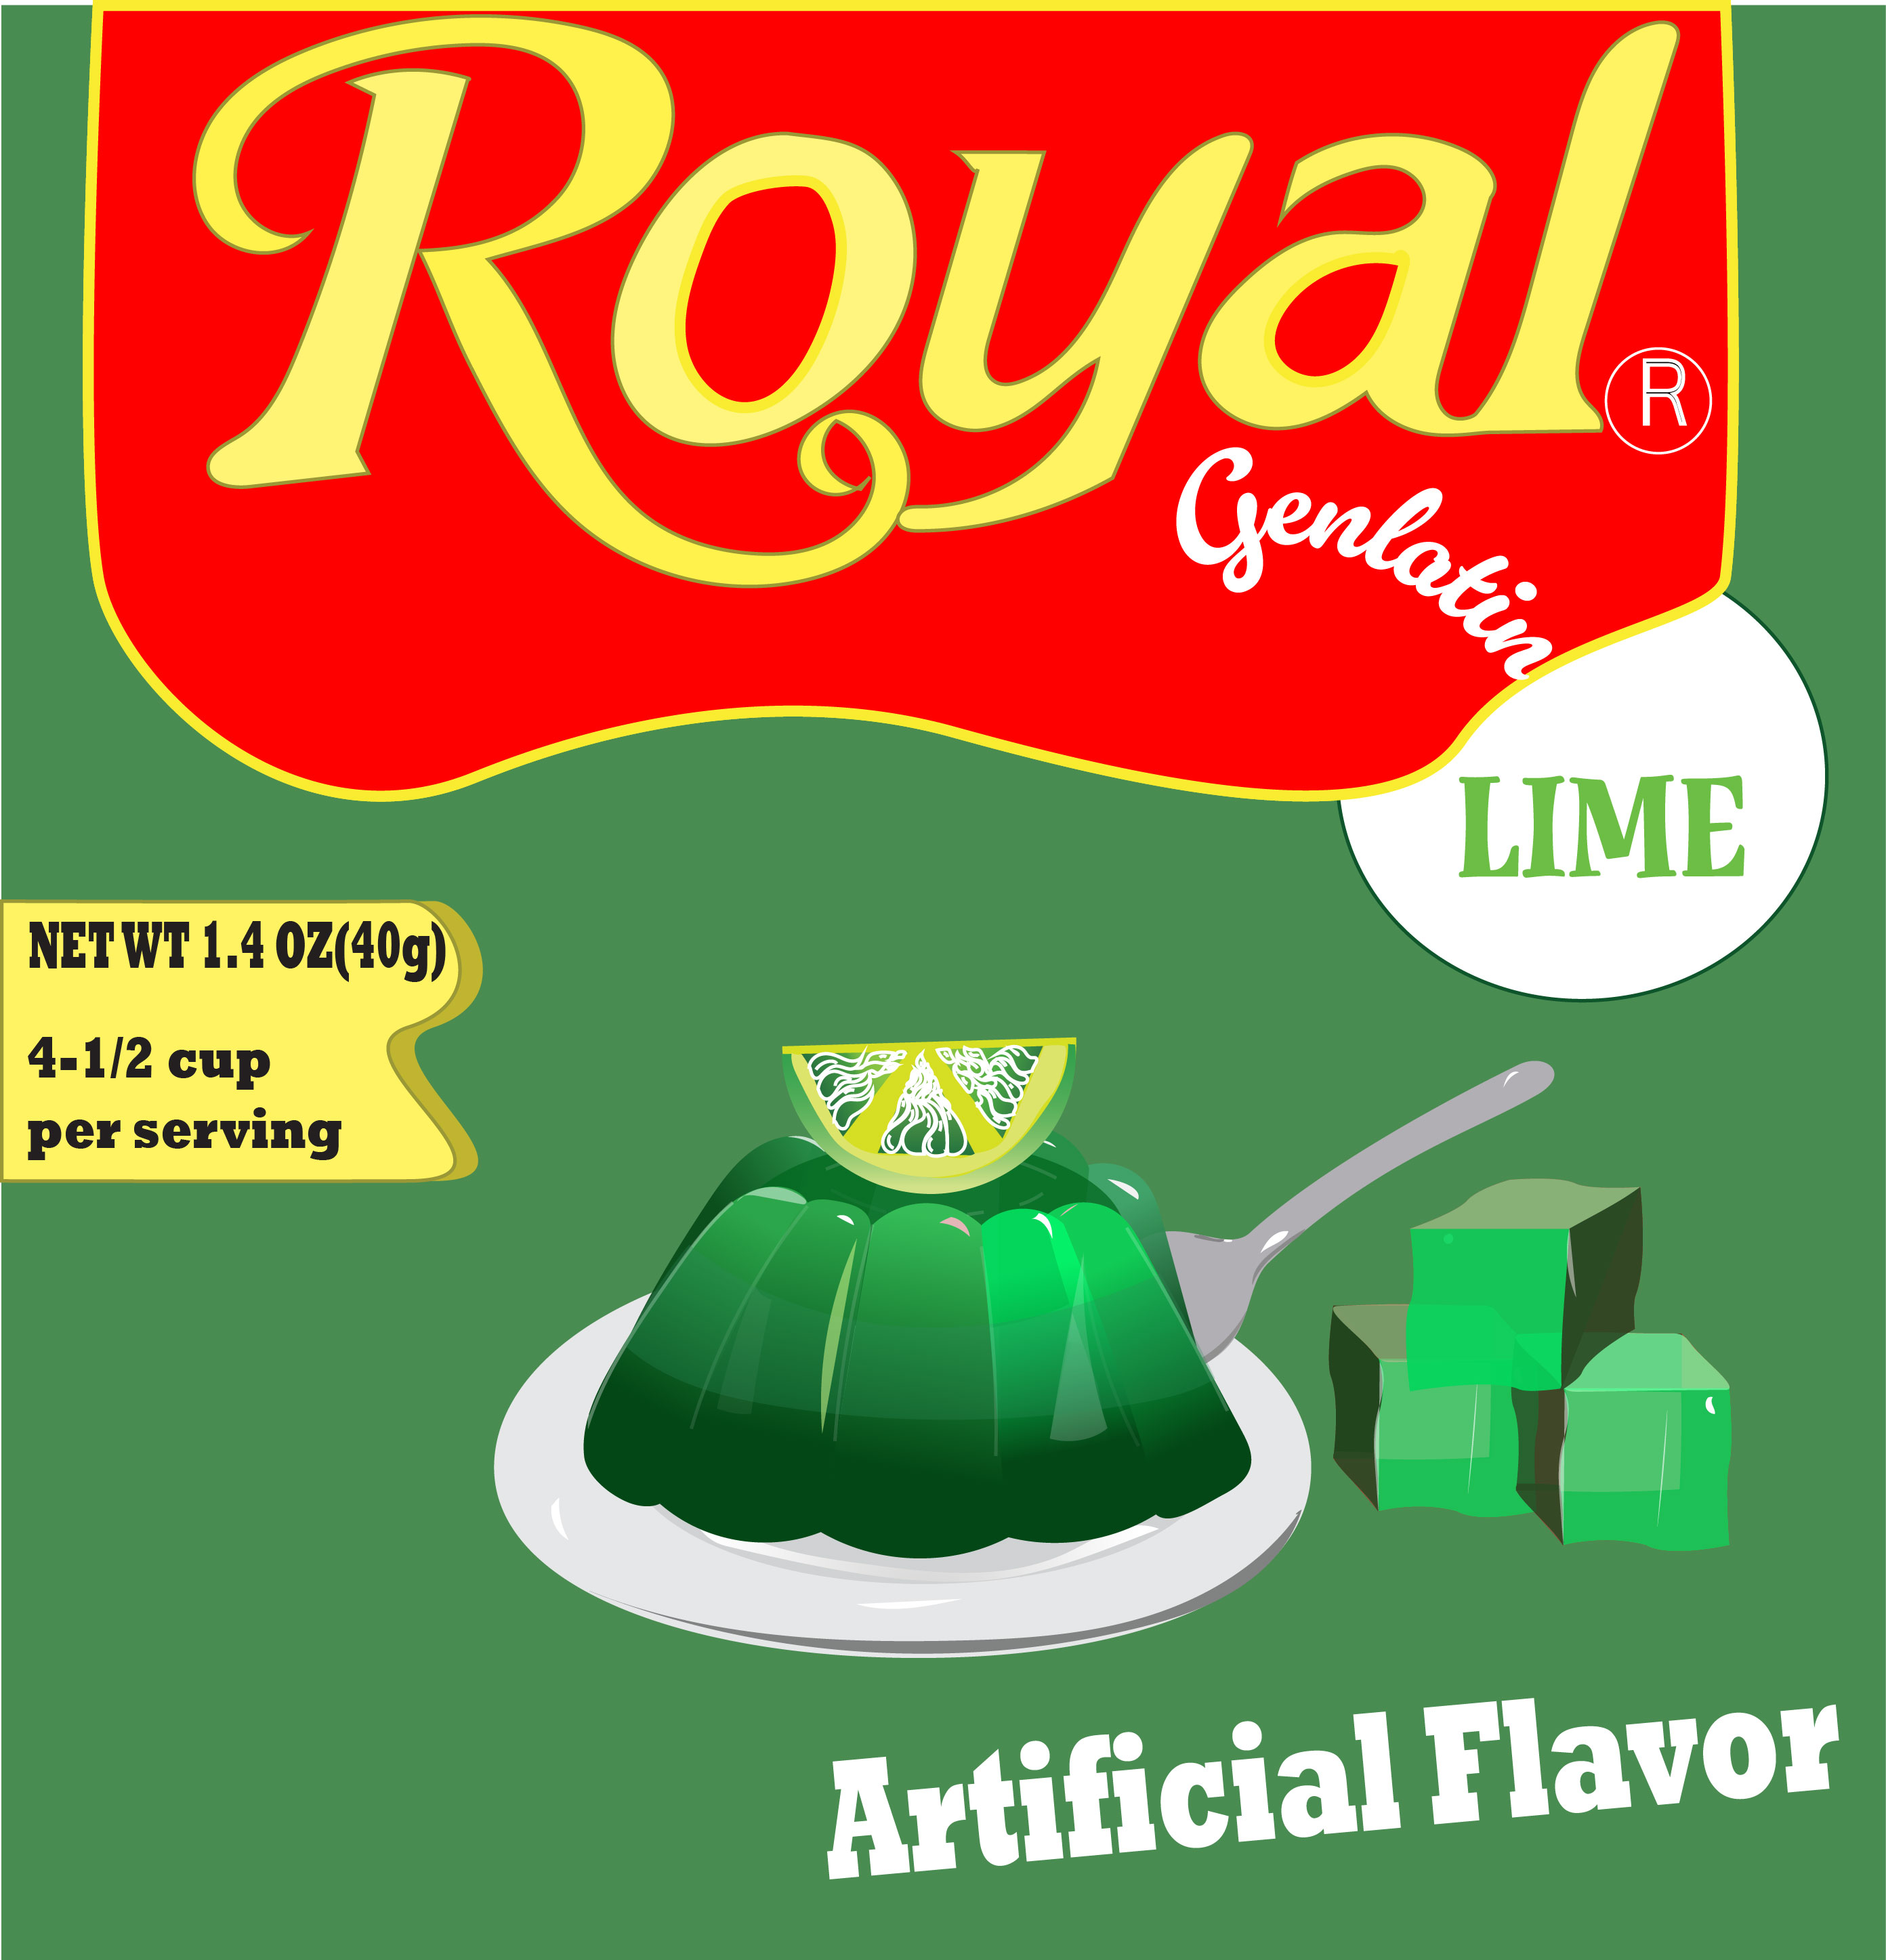 Royal
®
Genlatin
LIME
NET WT 1.4 OZ(40g)
4-1/2 cup
per serving
Artificial Flavor